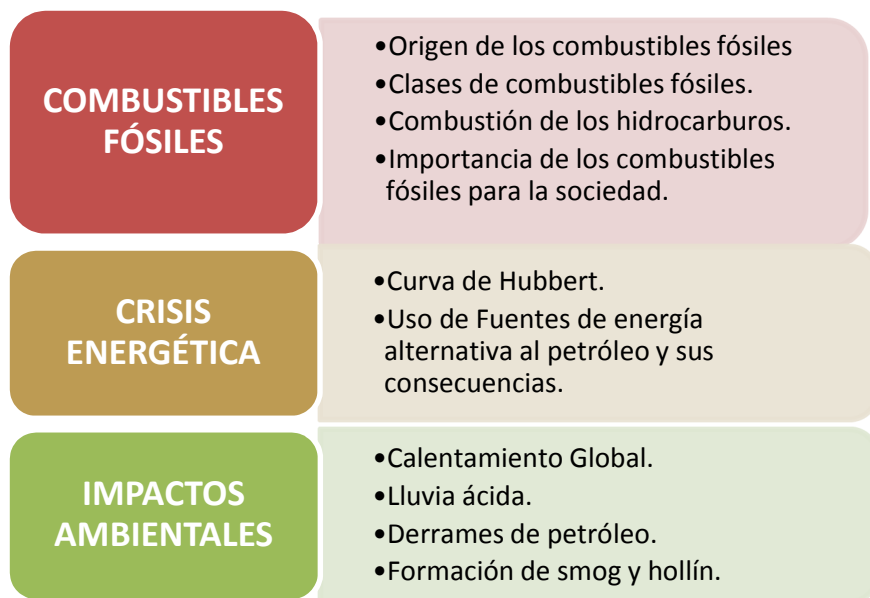 COMBUSTIBLES
FÓSILES
•Origen de los combustibles fósiles
•Clases de combustibles fósiles.
•Combustión de los hidrocarburos.
•Importancia de los combustibles
fósiles para la sociedad.
CRISIS
ENERGÉTICA
•Curva de Hubbert.
•Uso de Fuentes de energía
alternativa al petróleo y sus
consecuencias.
IMPACTOS
AMBIENTALES
•Calentamiento Global.
•Lluvia ácida.
•Derrames de petróleo.
•Formación de smog y hollín.